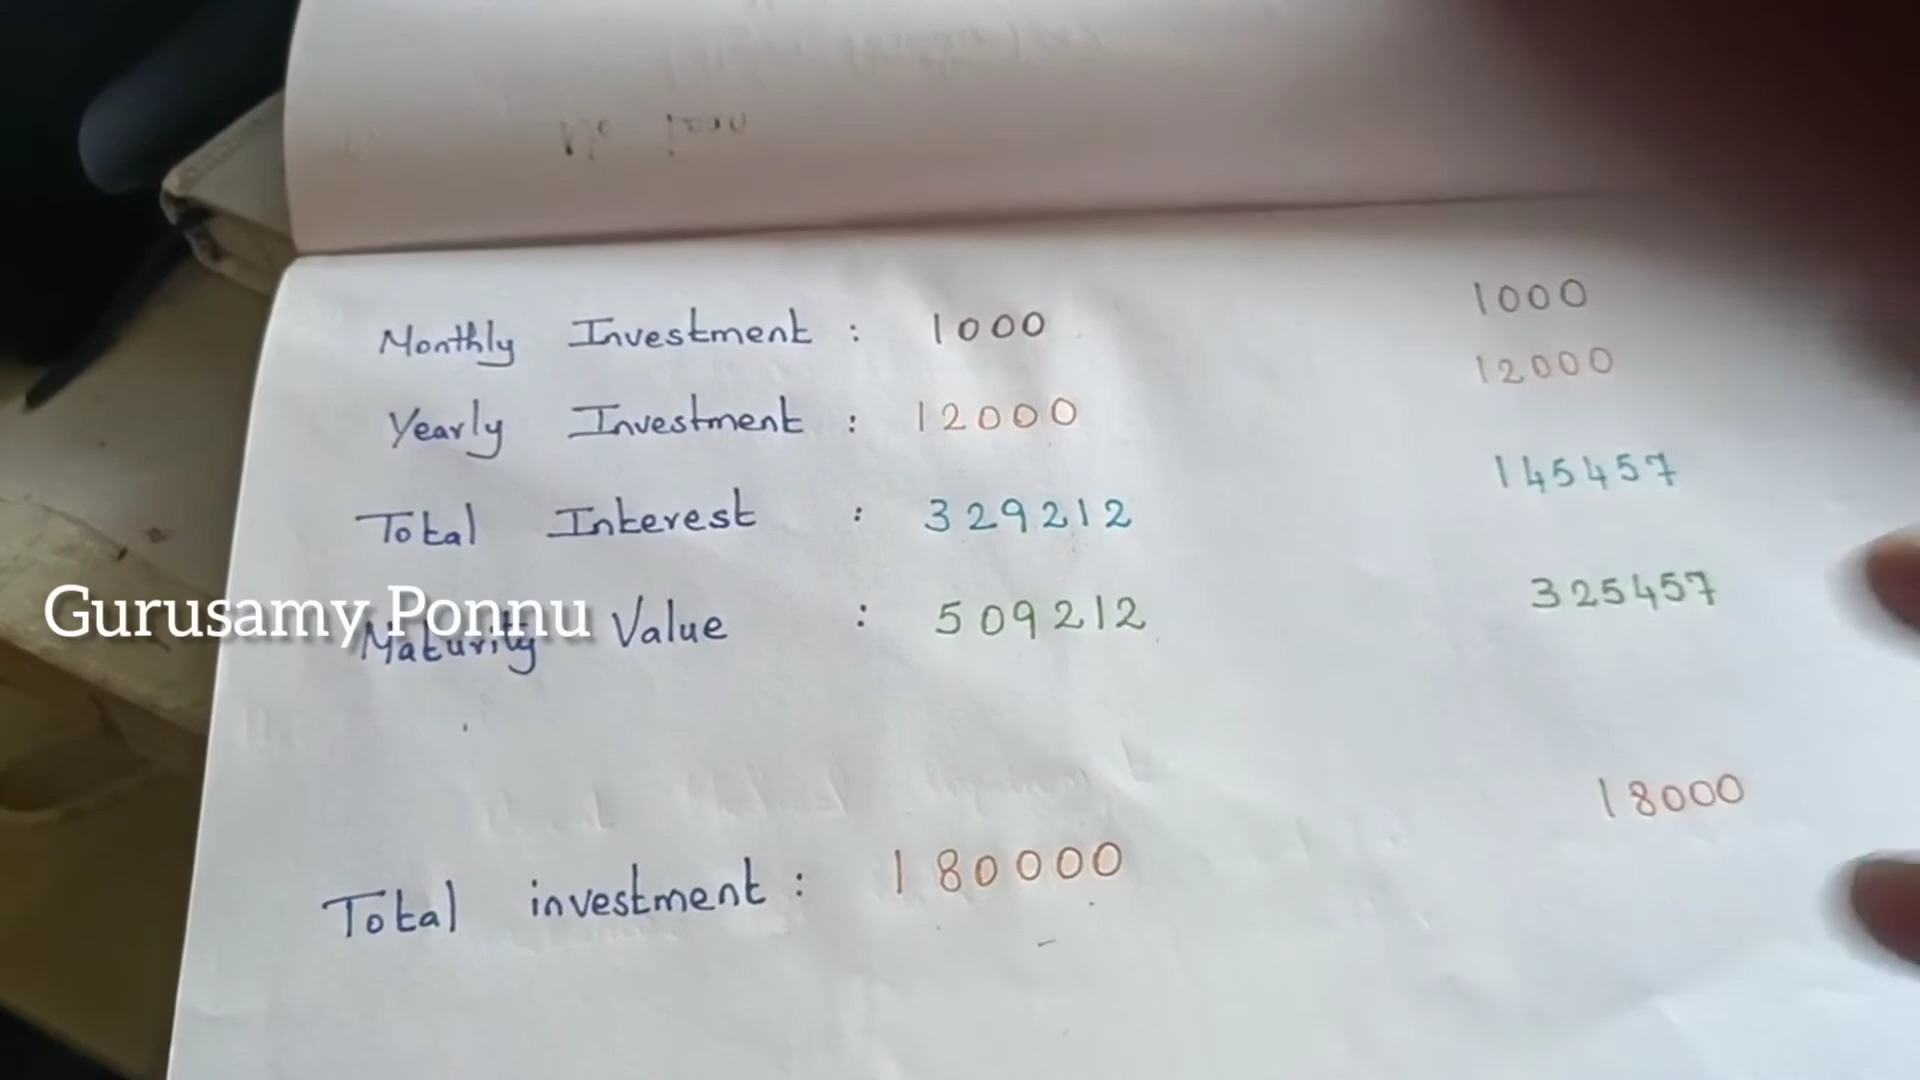 Monthly Investment : 1000 1000
Yearly Investment : 12000 12000
Total Interest : 329212 145457
Gurusamy Ponnu
Maturity Value : 509212 325457
Total investment : 180000 18000